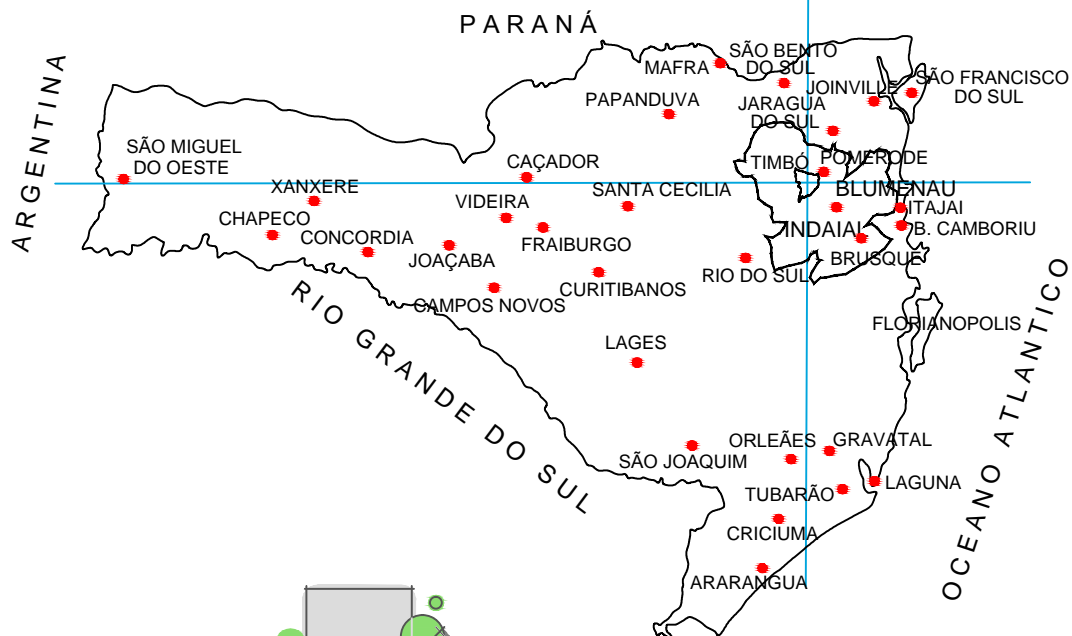 PARANÁ
SÃO BENTO
DO SUL
MAFRA
JOINVILLE
SÃO FRANCISCO
DO SUL
PAPANDUVA
JARAGUA
DO SUL
ARGENTINA
SÃO MIGUEL
DO OESTE
CAÇADOR
TIMBÓ
POMERODE
XANXERE
VIDEIRA
SANTA CECILIA
BLUMENAU
ITAJAI
CHAPECO
CONCORDIA
JOAÇABA
FRAIBURGO
INDAIAL
B. CAMBORIU
BRUSQUE
RIO DO SUL
CURITIBANOS
CAMPOS NOVOS
FLORIANOPOLIS
LAGES
RIO GRANDE DO SUL
OCEANO ATLANTICO
ORLEÃES
GRAVATAL
SÃO JOAQUIM
LAGUNA
TUBARÃO
CRICIUMA
ARARANGUA